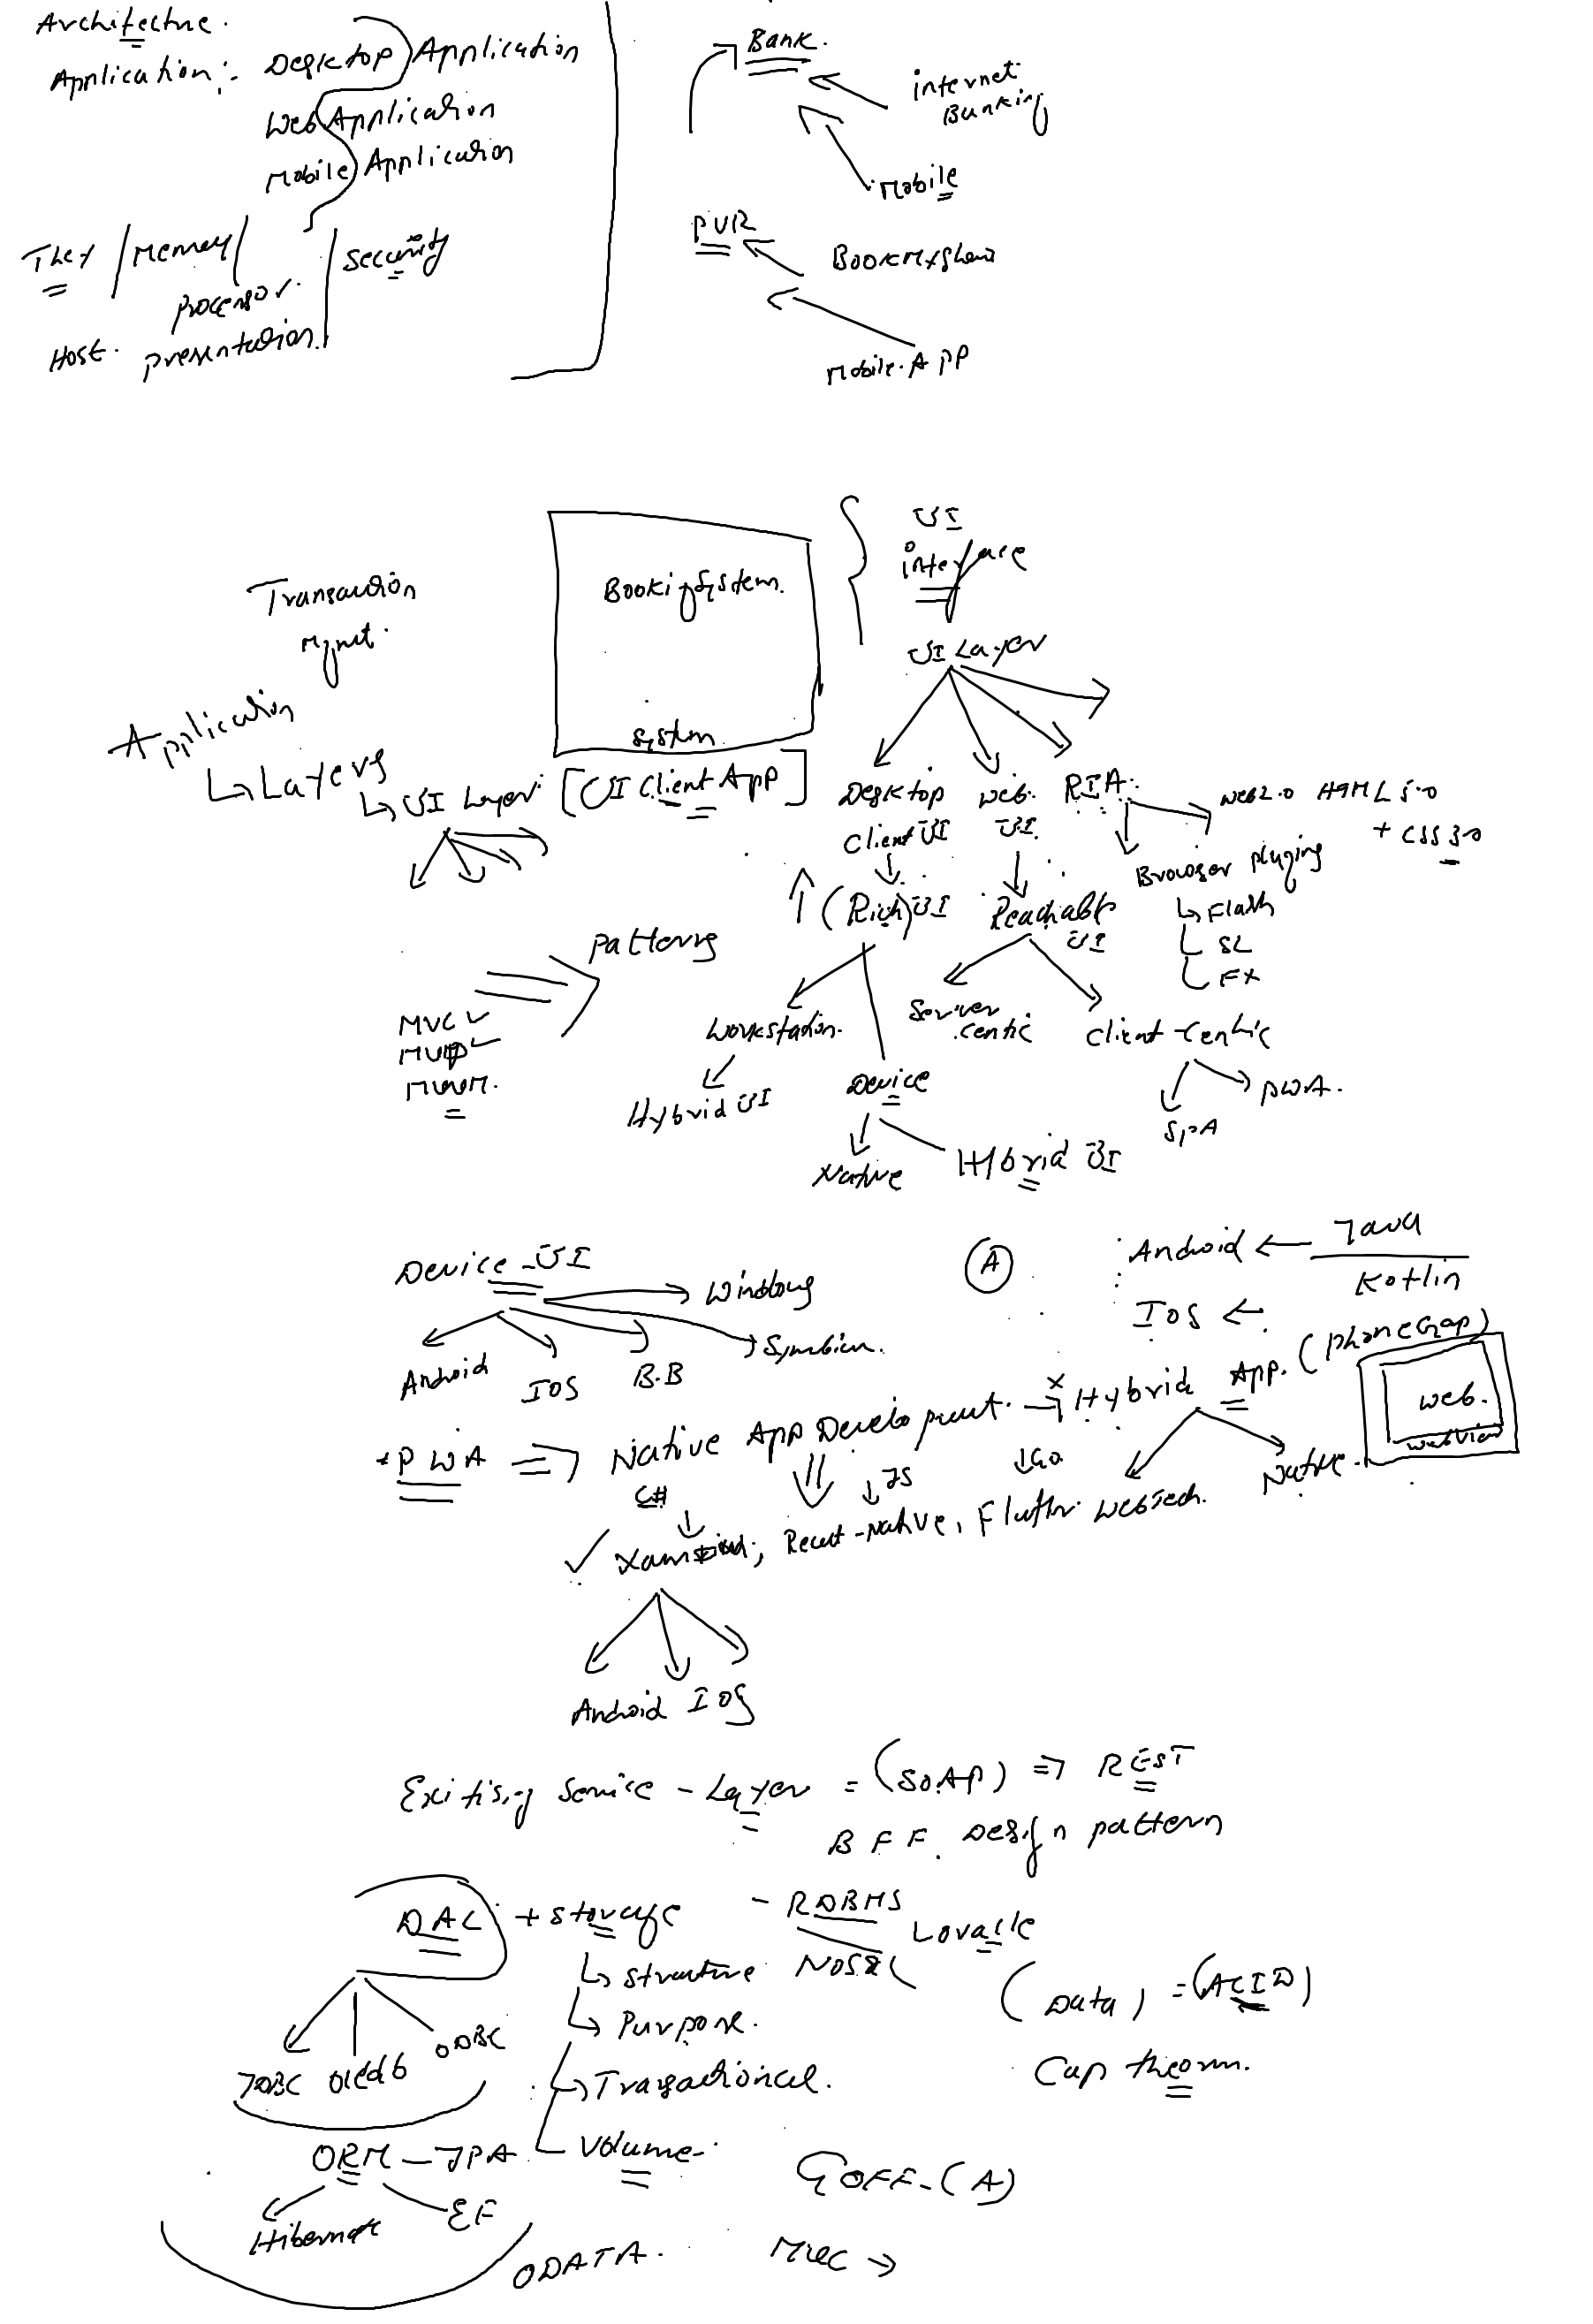 Architecture.
Application:- Desktop Application
Web Application
Mobile Application
They / Memory /
Processor. / Security
Host. presentation.
Bank.
internet
Banking
Mobile
PVR
BookMyShow
Mobile. App
UI
interface
UI Layer
Transaction
Mgmt.
Booking System.
System
Application
Layers
UI Layer: [UI Client App]
Desktop
Client UI
Web.
UI.
RIA.
Web2.0 HTML 5.0
+ CSS 3.0
Browser plugins
Flash
SL
FX
(Rich) UI
Reachable
UI
patterns
MVC
MVP
MVVM.
Workstation.
Server
.centic
Client-Centic
Hybrid UI
Device
SPA
PWA.
Native
Hybrid UI
Device-UI
Windows
Android
IOS
B.B
Symbian.
A
Android Java
Kotlin
IOS
PWA Native App Development. x Hybrid App. (PhoneGap)
Web.
WebView
C#
JS
Go
Xamarin, React-Native, Flutter WebTech. Native.
Android IOS
Exitising Service-Layer = (SOAP) => REST
BFF. Design pattern
DAC + Storage - RDBMS
Structure NOSQL
Purpose.
(Data) = (ACID)
JDBC Oledb ODBC
Transactional.
Cap theorm.
ORM - JPA
Volume-.
Hibernate EF
GOFF-(A)
ODATA.